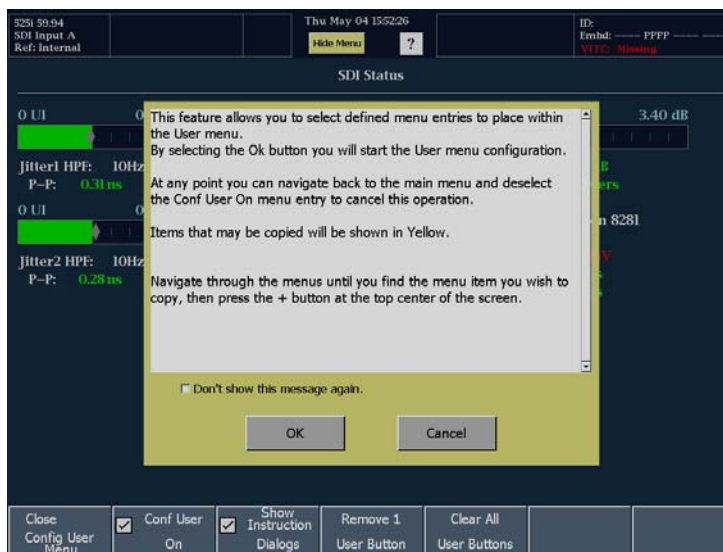 525i 59.94
SDI Input A
Ref: Internal
Thu May 04 15:52:26
Hide Menu
?
ID:
Embd: ---- PPPP ---- ----
VITC: Missing
SDI Status
0 UI
0
3.40 dB
Jitter1 HPF: 10Hz
P-P: 0.31 ns
B
ers
0 UI
0
n 8281
Jitter2 HPF: 10Hz
P-P: 0.28 ns
V
This feature allows you to select defined menu entries to place within
the User menu.
By selecting the Ok button you will start the User menu configuration.
At any point you can navigate back to the main menu and deselect
the Conf User On menu entry to cancel this operation.
Items that may be copied will be shown in Yellow.
Navigate through the menus until you find the menu item you wish to
copy, then press the + button at the top center of the screen.
Don't show this message again.
OK
Cancel
Close
Config User
Menu
Conf User
On
Show
Instruction
Dialogs
Remove 1
User Button
Clear All
User Buttons